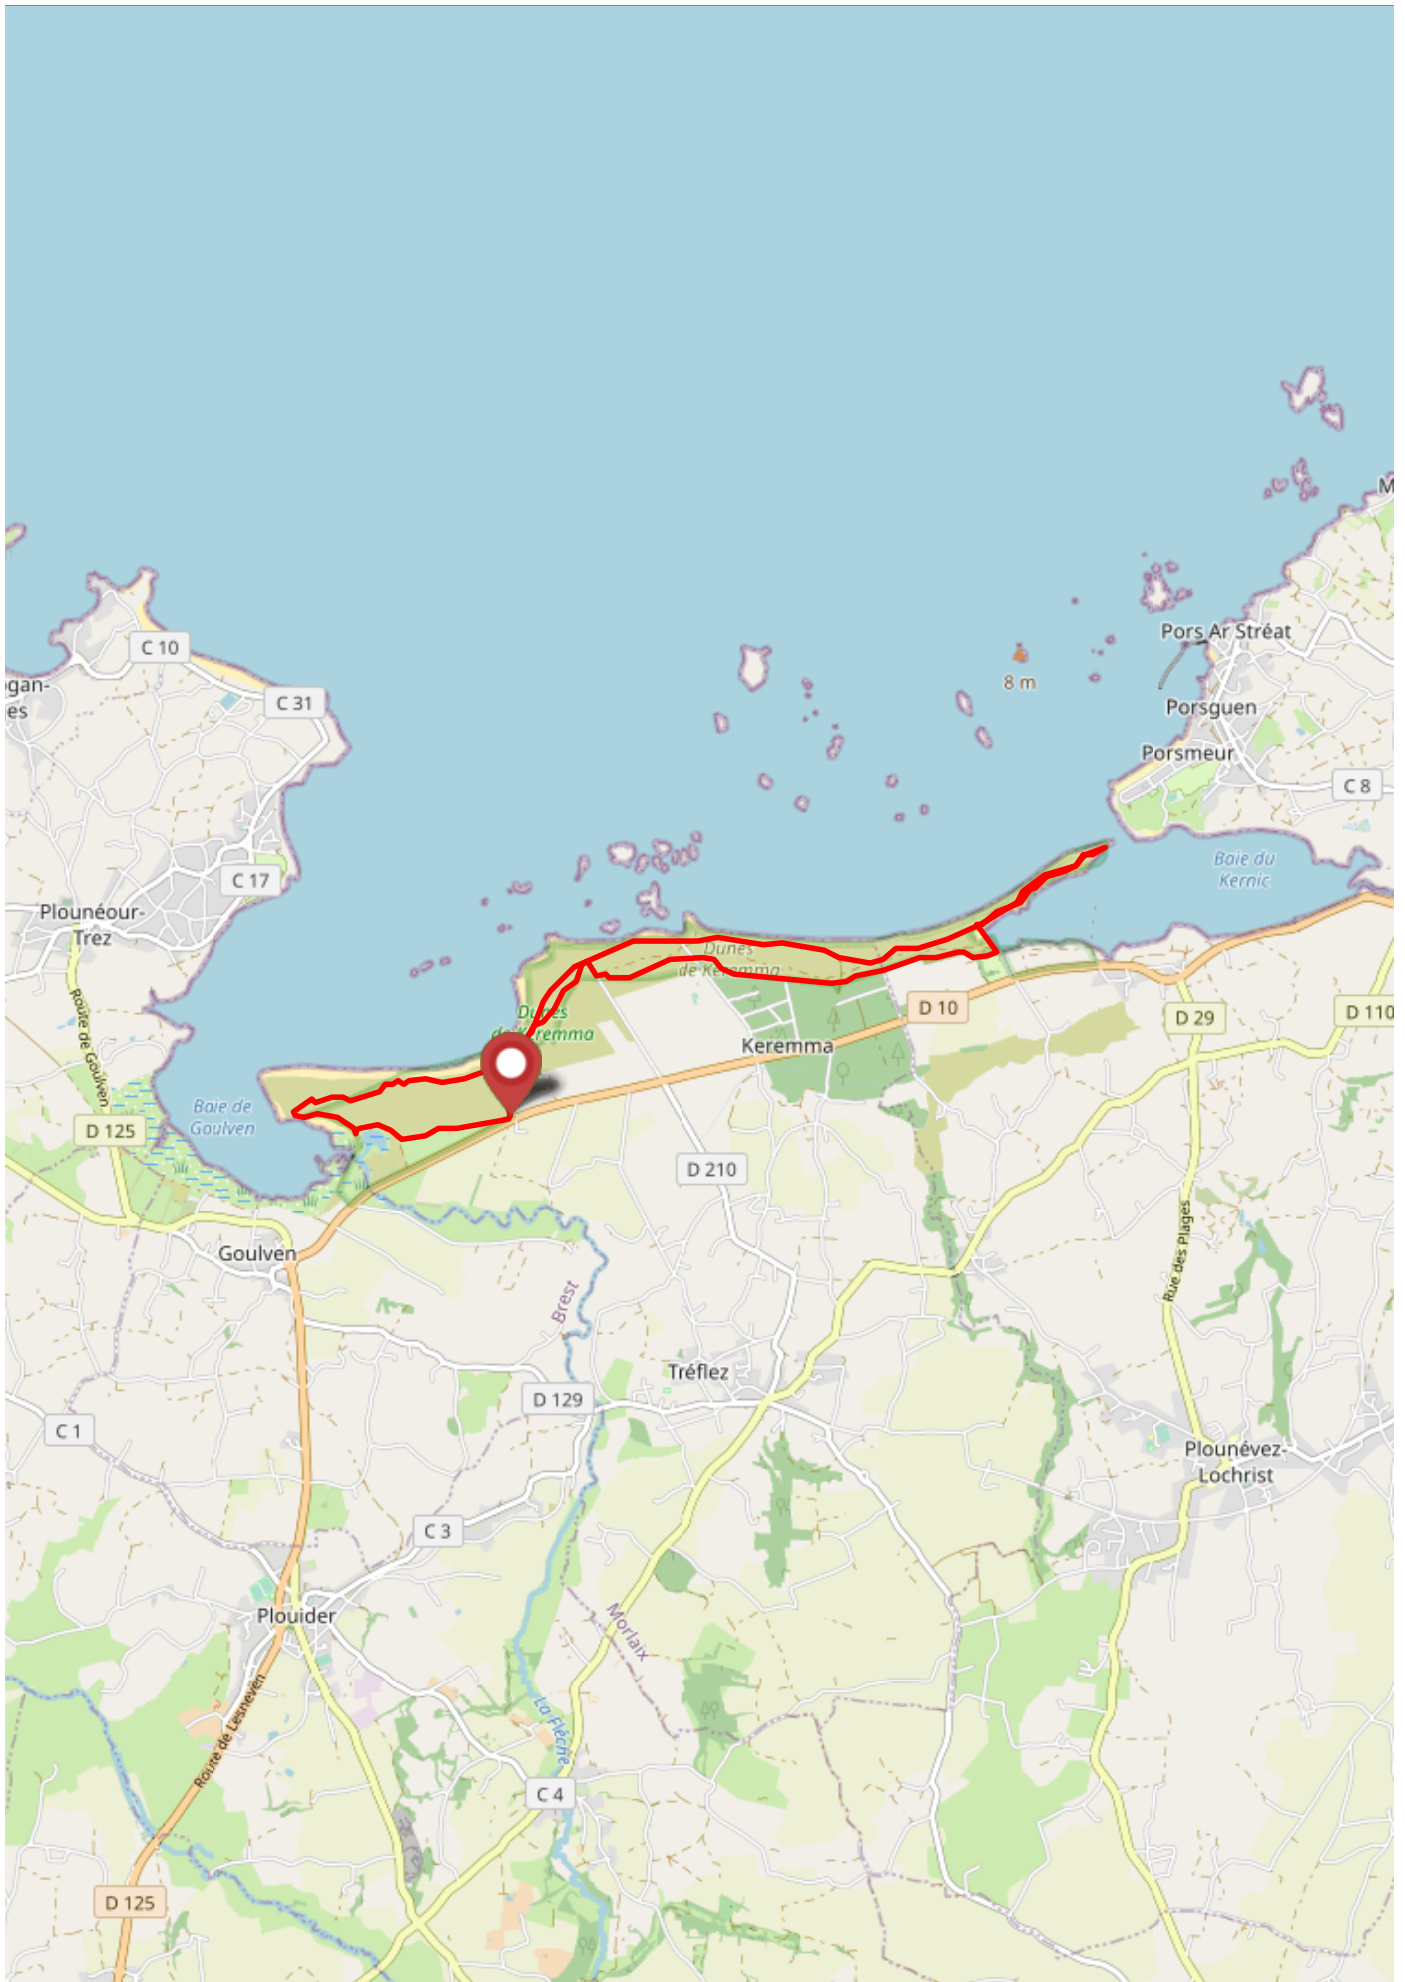 M
Pors Ar Stréat
C 10
8 m
gan-
es
C 31
Porsguen
Porsmeur
C 8
Baie du
Kernic
C 17
Plounéour-
Trez
Dunes
de Keremma
Route de Goulven
D 10
D 29
D 110
Dunes
de Keremma
Keremma
Baie de
Goulven
D 125
D 210
Rue des Plages
Goulven
Brest
Tréflez
D 129
C 1
Plounévez-
Lochrist
C 3
Plouider
Morlaix
Route de Lesneven
La Flèche
C 4
D 125